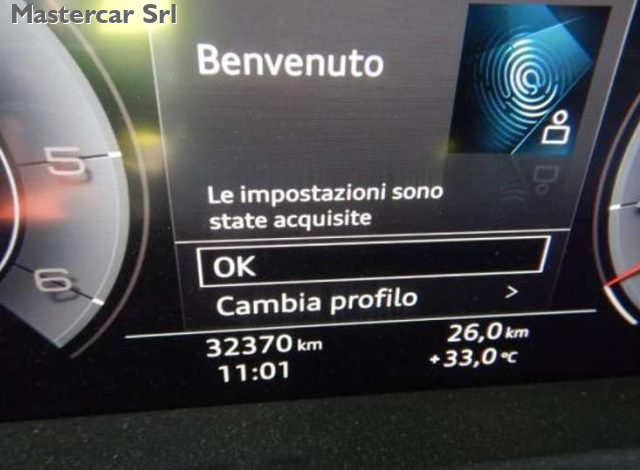 Mastercar Srl
Benvenuto
5
Le impostazioni sono
state acquisite
OK
6
Cambia profilo >
32370 km 26,0 km
11:01 +33,0 °C